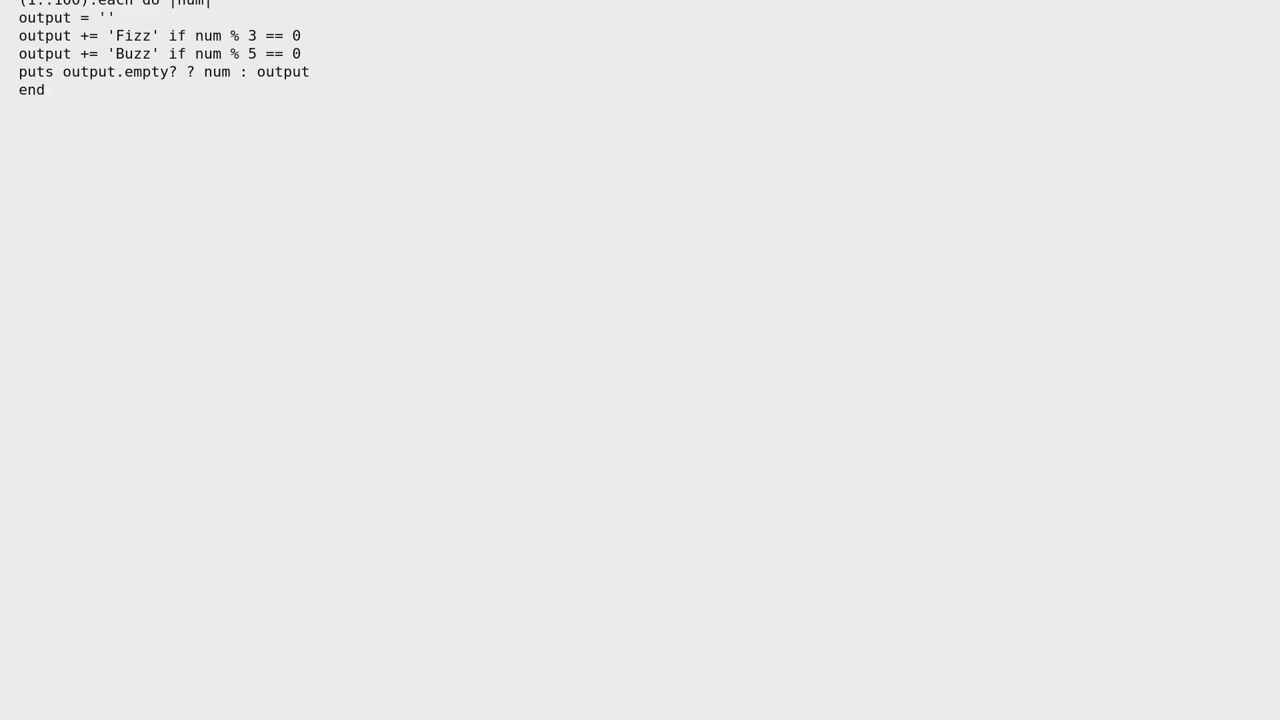 (1..100).each do |num|
output = ''
output += 'Fizz' if num % 3 == 0
output += 'Buzz' if num % 5 == 0
puts output.empty? ? num : output
end